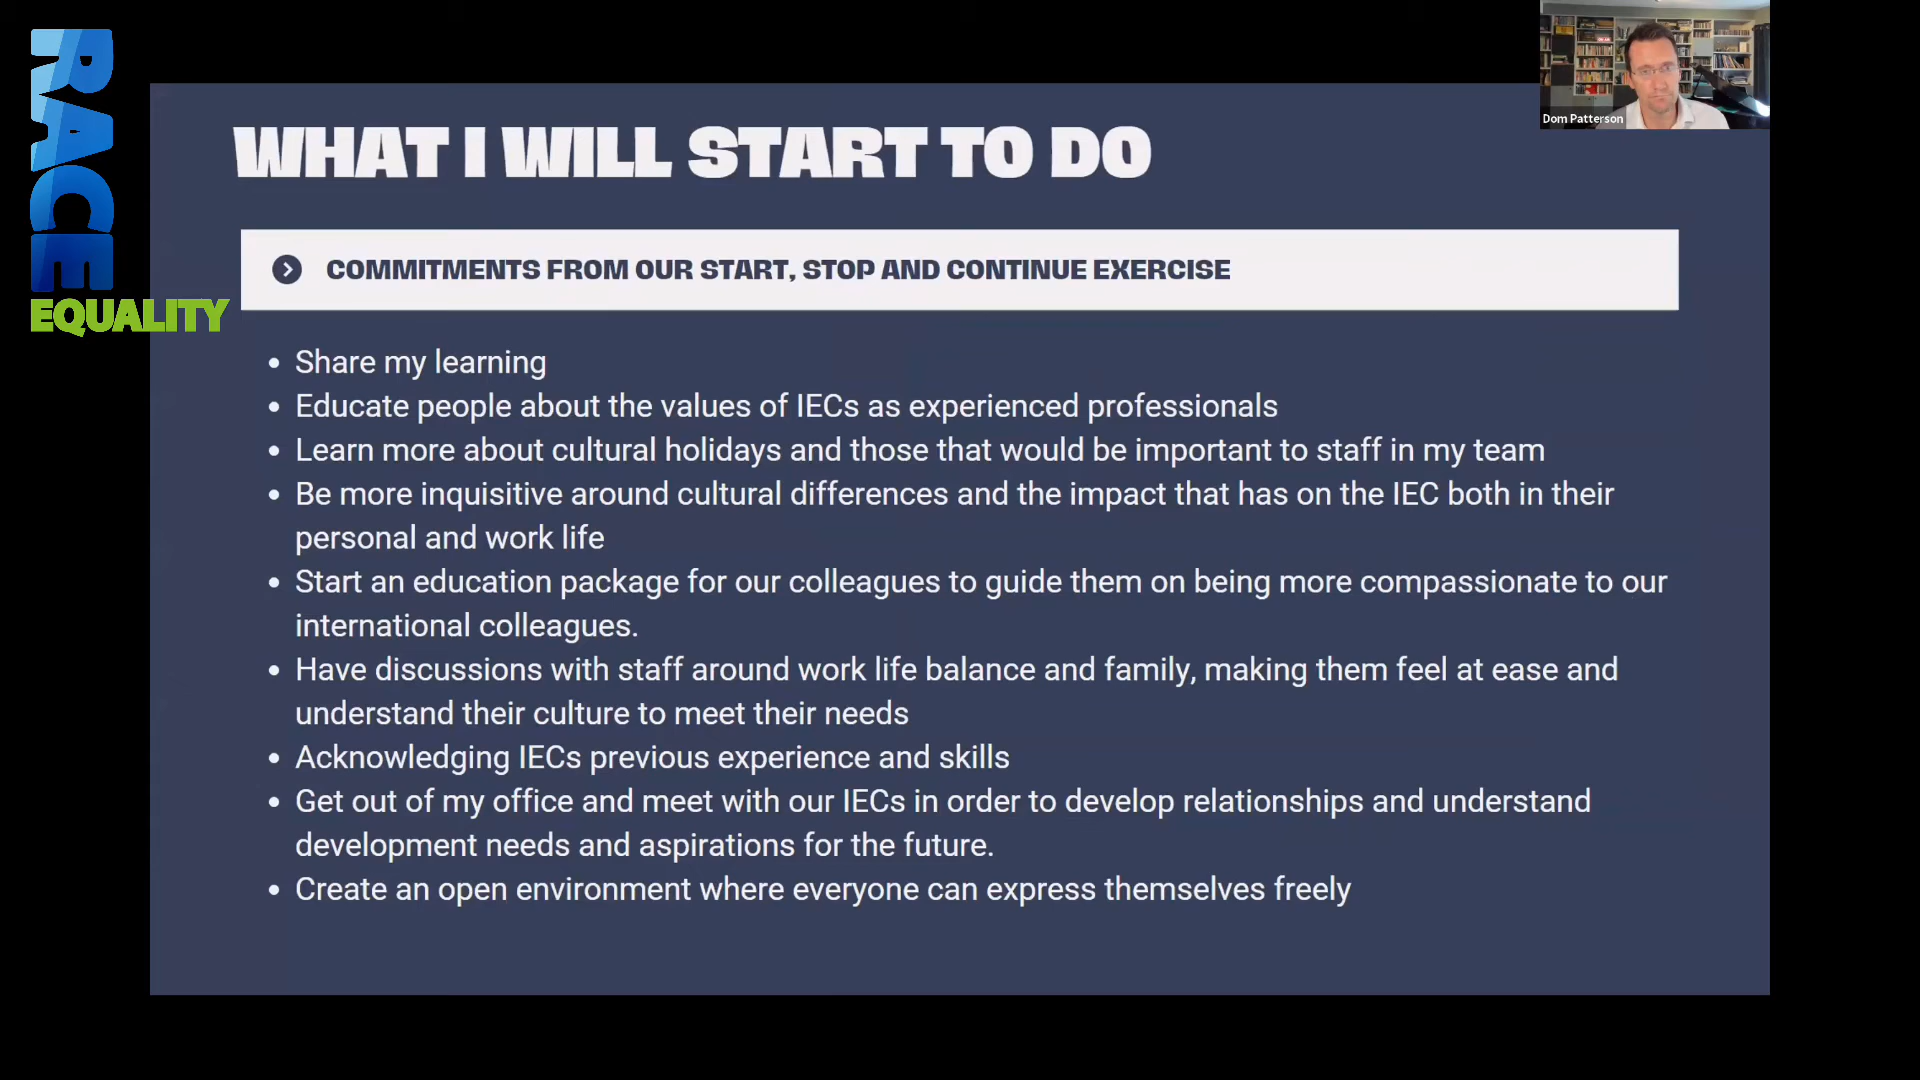 RACE
EQUALITY
Dom Patterson
WHAT I WILL START TO DO
COMMITMENTS FROM OUR START, STOP AND CONTINUE EXERCISE
• Share my learning
• Educate people about the values of IECs as experienced professionals
• Learn more about cultural holidays and those that would be important to staff in my team
• Be more inquisitive around cultural differences and the impact that has on the IEC both in their
personal and work life
• Start an education package for our colleagues to guide them on being more compassionate to our
international colleagues.
• Have discussions with staff around work life balance and family, making them feel at ease and
understand their culture to meet their needs
• Acknowledging IECs previous experience and skills
• Get out of my office and meet with our IECs in order to develop relationships and understand
development needs and aspirations for the future.
• Create an open environment where everyone can express themselves freely